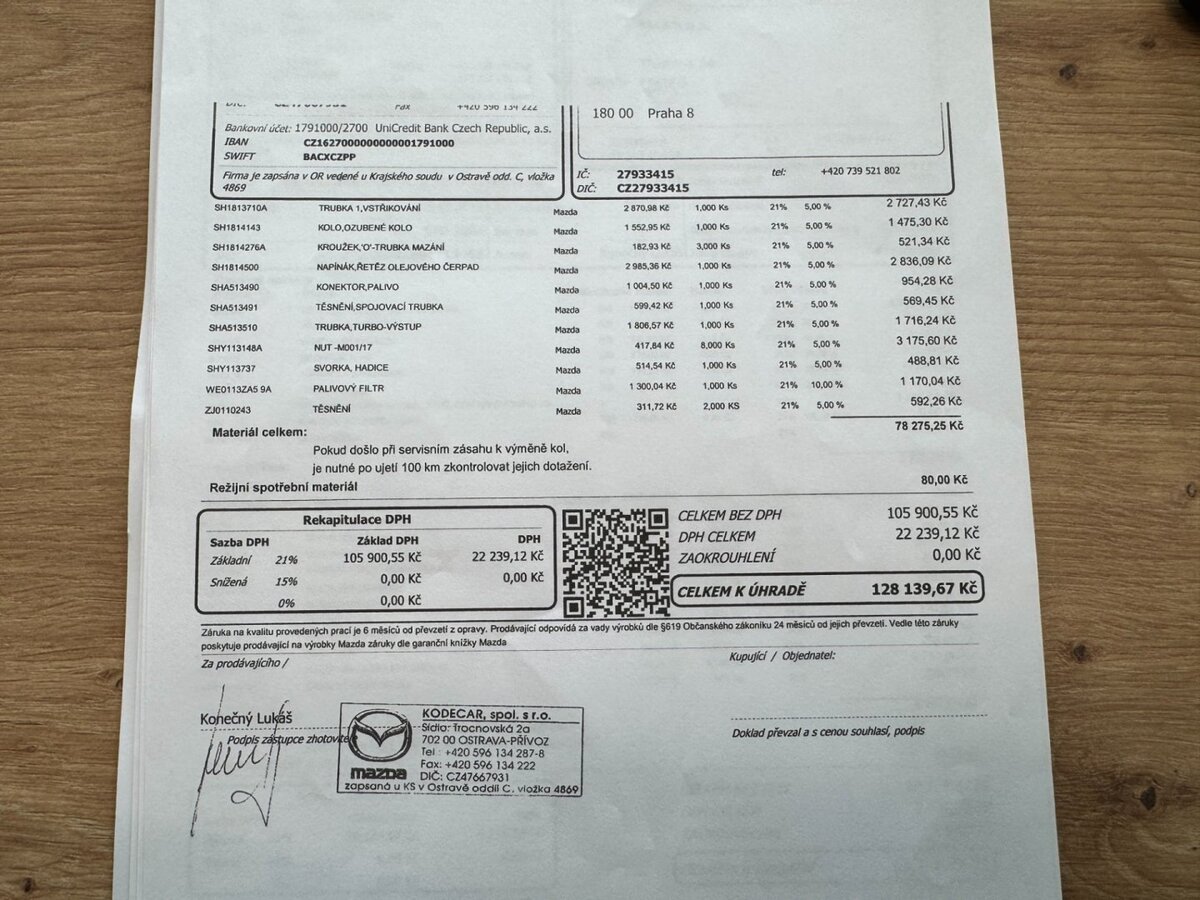 Fax +420 596 134 222
Bankovní účet: 1791000/2700 UniCredit Bank Czech Republic, a.s.
IBAN CZ1627000000000001791000
SWIFT BACXCZPP
Firma je zapsána v OR vedené u Krajského soudu v Ostravě odd. C, vložka
4869
180 00 Praha 8
IČ: 27933415 tel: +420 739 521 802
DIČ: CZ27933415
SH1813710A TRUBKA 1,VSTŘIKOVÁNÍ Mazda 2 870,98 Kč 1,000 Ks 21% 5,00 % 2 727,43 Kč
SH1814143 KOLO,OZUBENÉ KOLO Mazda 1 552,95 Kč 1,000 Ks 21% 5,00 % 1 475,30 Kč
SH1814276A KROUŽEK,'O'-TRUBKA MAZÁNÍ Mazda 182,93 Kč 3,000 Ks 21% 5,00 % 521,34 Kč
SH1814500 NAPÍNÁK,ŘETĚZ OLEJOVÉHO ČERPAD Mazda 2 985,36 Kč 1,000 Ks 21% 5,00 % 2 836,09 Kč
SHA513490 KONEKTOR,PALIVO Mazda 1 004,50 Kč 1,000 Ks 21% 5,00 % 954,28 Kč
SHA513491 TĚSNĚNÍ,SPOJOVACÍ TRUBKA Mazda 599,42 Kč 1,000 Ks 21% 5,00 % 569,45 Kč
SHA513510 TRUBKA,TURBO-VÝSTUP Mazda 1 806,57 Kč 1,000 Ks 21% 5,00 % 1 716,24 Kč
SHY113148A NUT -M001/17 Mazda 417,84 Kč 8,000 Ks 21% 5,00 % 3 175,60 Kč
SHY113737 SVORKA, HADICE Mazda 514,54 Kč 1,000 Ks 21% 5,00 % 488,81 Kč
WE0113ZA5 9A PALIVOVÝ FILTR Mazda 1 300,04 Kč 1,000 Ks 21% 10,00 % 1 170,04 Kč
ZJ0110243 TĚSNĚNÍ Mazda 311,72 Kč 2,000 KS 21% 5,00 % 592,26 Kč
Materiál celkem: 78 275,25 Kč
Pokud došlo při servisním zásahu k výměně kol,
je nutné po ujetí 100 km zkontrolovat jejich dotažení.
Režijní spotřební materiál 80,00 Kč
Rekapitulace DPH
Sazba DPH Základ DPH DPH
Základní 21% 105 900,55 Kč 22 239,12 Kč
Snížená 15% 0,00 Kč 0,00 Kč
0% 0,00 Kč
CELKEM BEZ DPH 105 900,55 Kč
DPH CELKEM 22 239,12 Kč
ZAOKROUHLENÍ 0,00 Kč
CELKEM K ÚHRADĚ 128 139,67 Kč
Záruka na kvalitu provedených prací je 6 měsíců od převzetí z opravy. Prodávající odpovídá za vady výrobků dle §619 Občanského zákoníku 24 měsíců od jejich převzetí. Vedle této záruky
poskytuje prodávající na výrobky Mazda záruky dle garanční knížky Mazda
Za prodávajícího /
Kupující / Objednatel:
Konečný Lukáš
Podpis zástupce zhotovitele
mazda
KODECAR, spol. s r.o.
Sídlo: Trocnovská 2a
702 00 OSTRAVA-PŘÍVOZ
Tel : +420 596 134 287-8
Fax: +420 596 134 222
DIČ: CZ47667931
zapsaná u KS v Ostravě oddíl C, vložka 4869
Doklad převzal a s cenou souhlasí, podpis